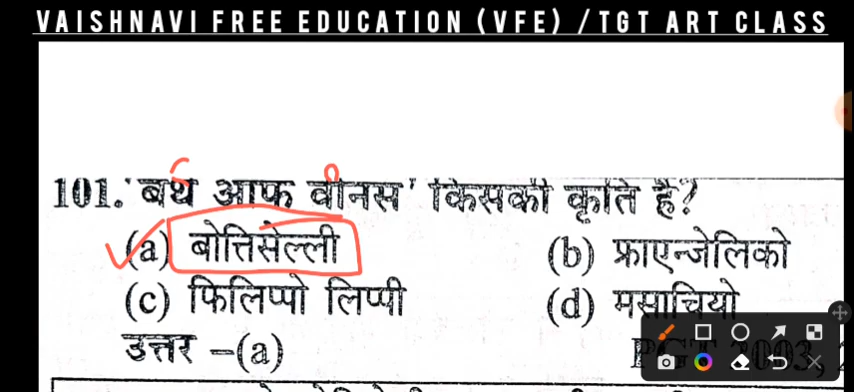 VAISHNAVI FREE EDUCATION (VFE) / TGT ART CLASS
101. 'बर्थ आफ वीनस' किसकी कृति है?
(a) बोत्तिसेल्ली (b) फ्राएन्जेलिको
(c) फिलिप्पो लिप्पी (d) मसाचियो
उत्तर –(a)